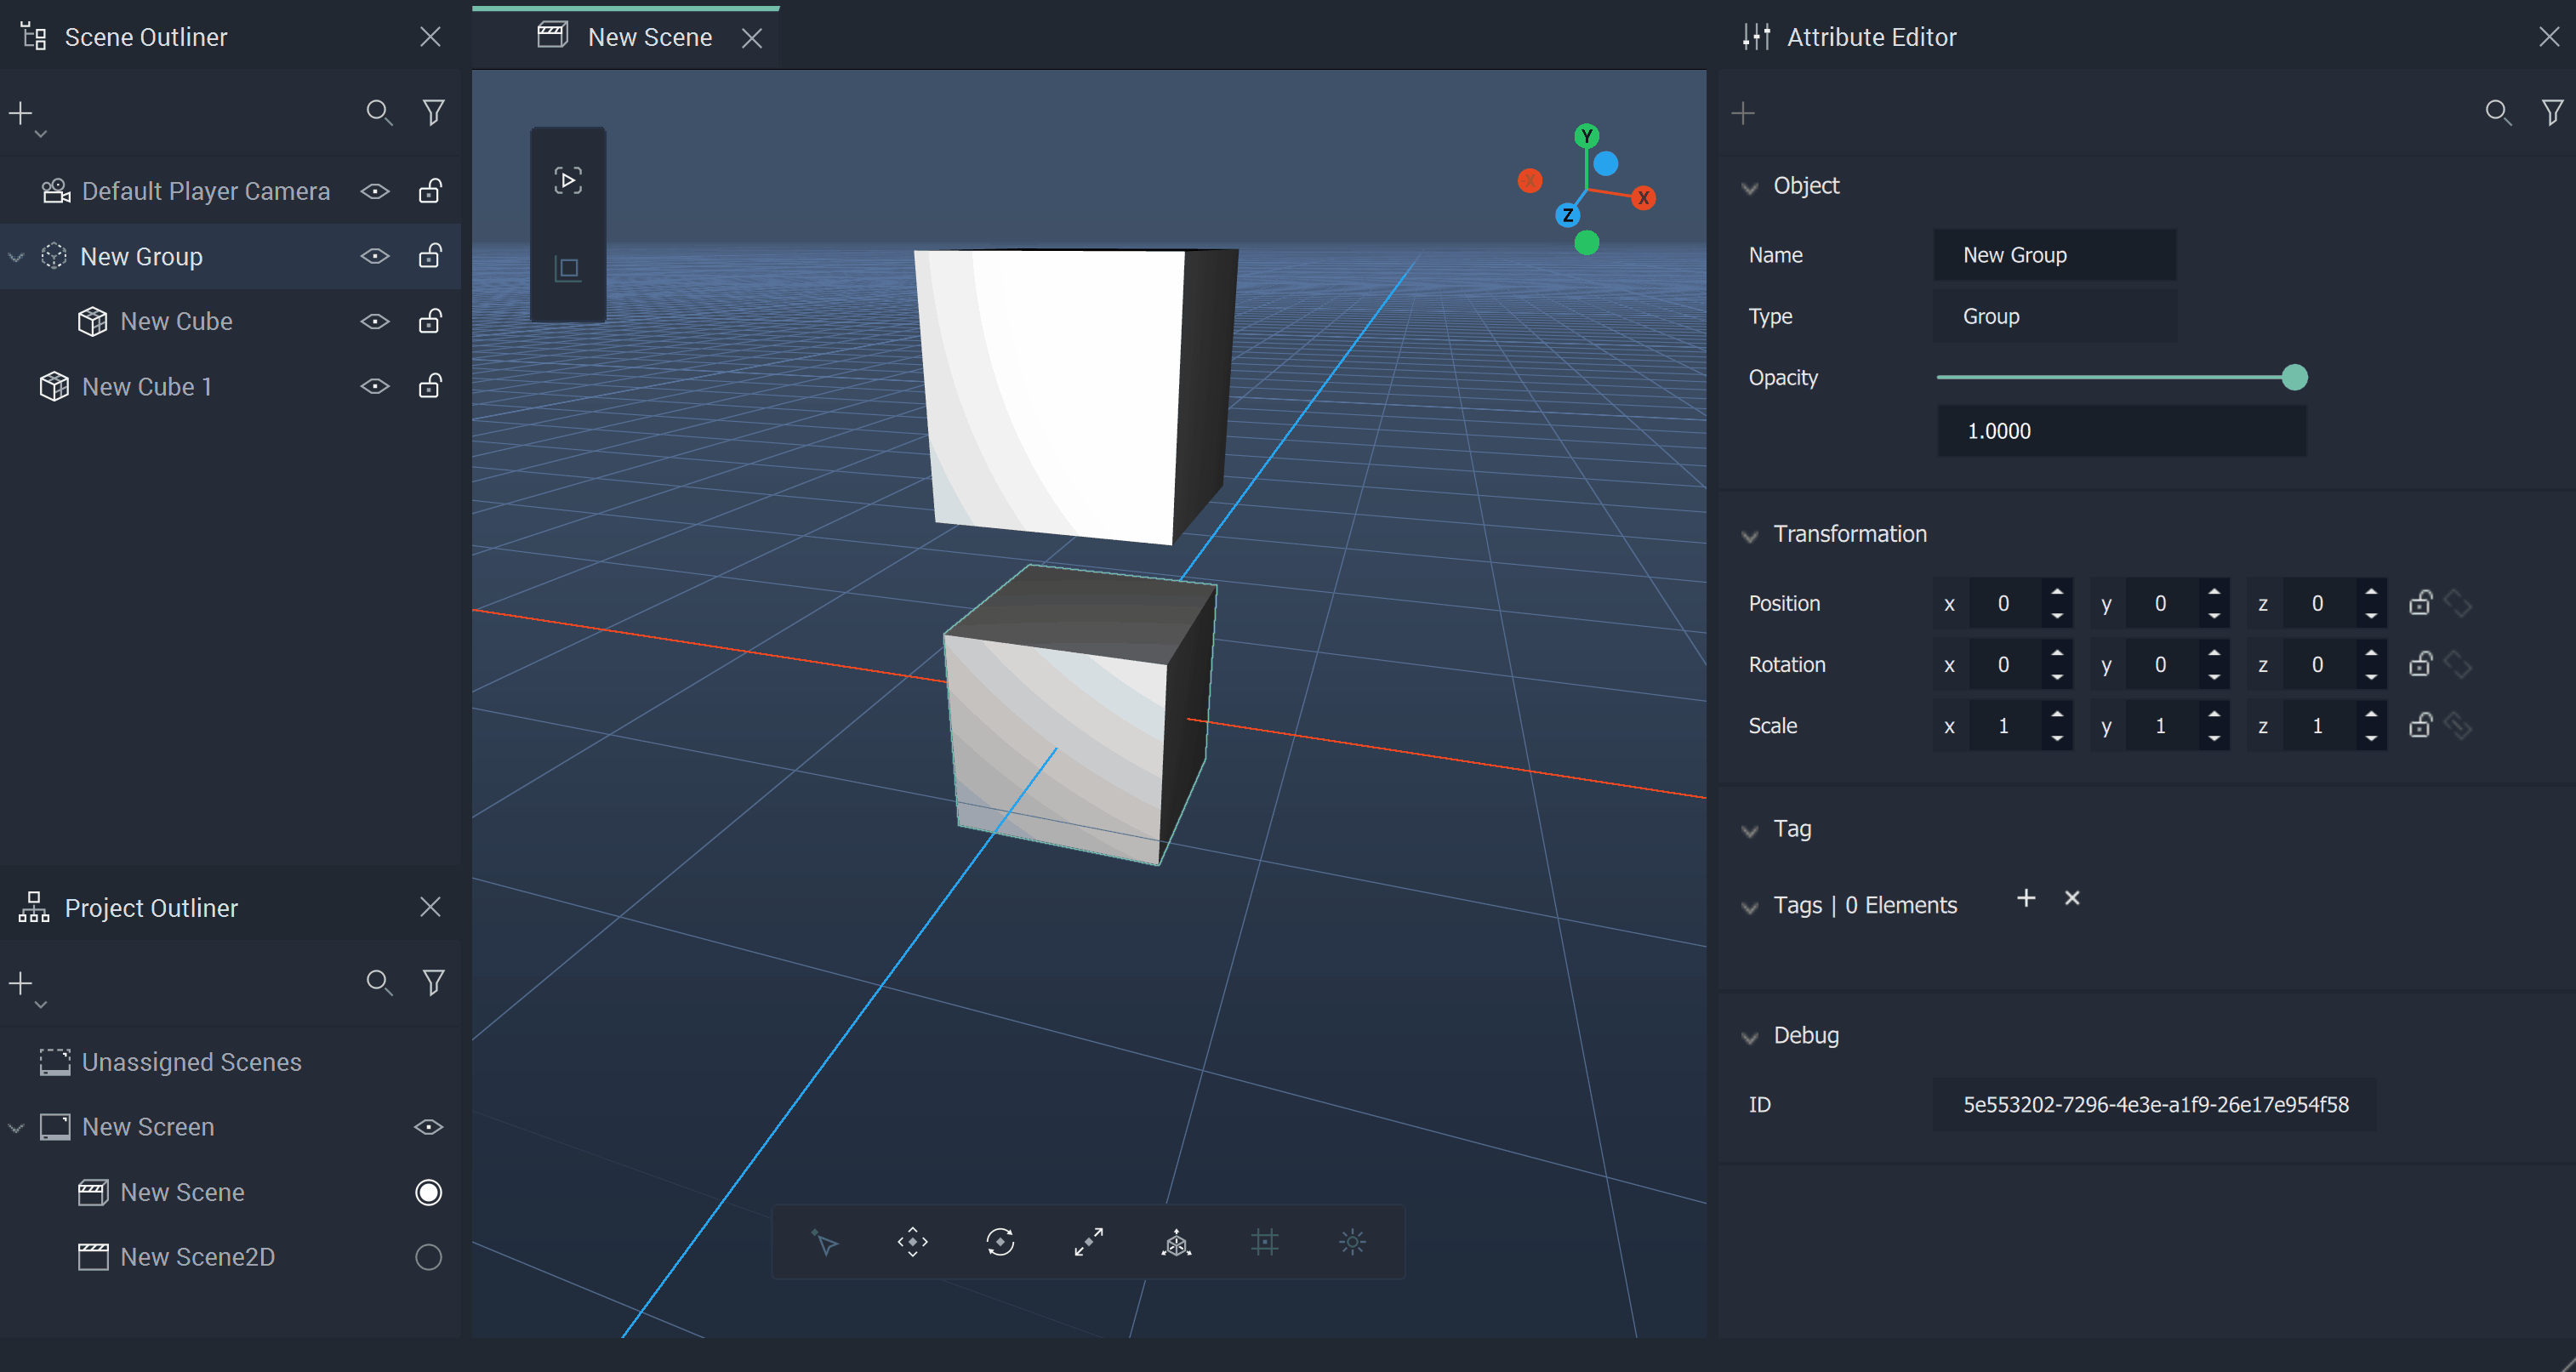 Scene Outliner
Default Player Camera
New Group
New Cube
New Cube 1
Project Outliner
Unassigned Scenes
New Screen
New Scene
New Scene2D
New Scene
Y
X
X
Z
Attribute Editor
Object
Name New Group
Type Group
Opacity
1.0000
Transformation
Position x 0 y 0 z 0
Rotation x 0 y 0 z 0
Scale x 1 y 1 z 1
Tag
Tags | 0 Elements
Debug
ID 5e553202-7296-4e3e-a1f9-26e17e954f58